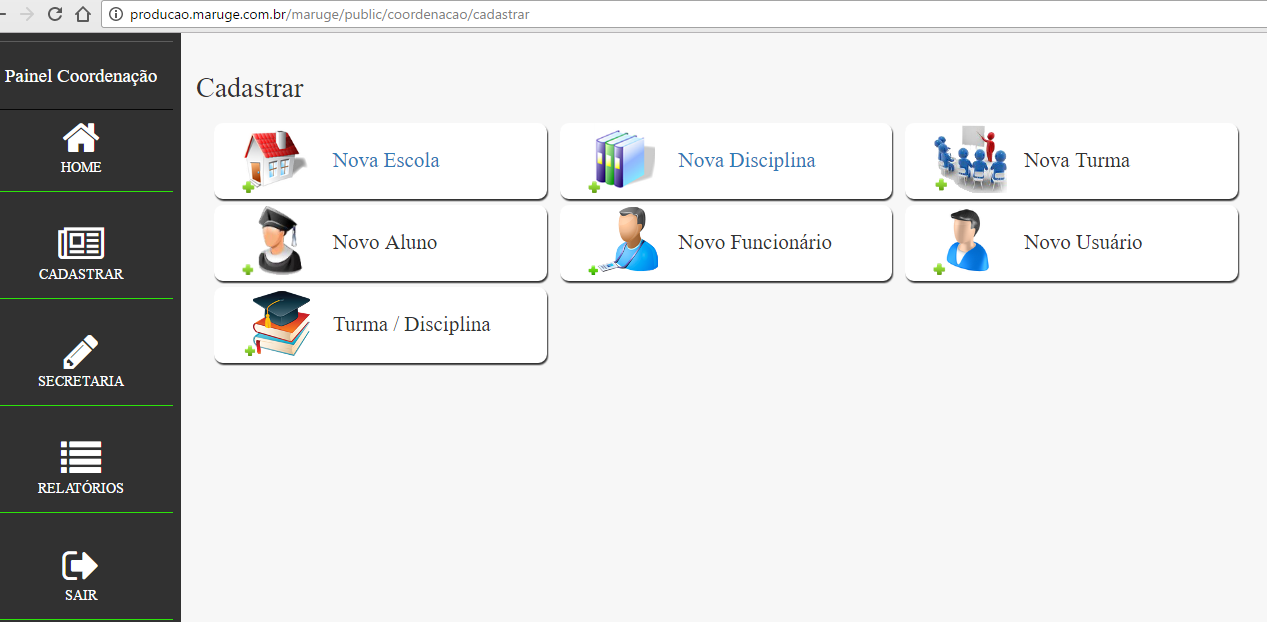 producao.maruge.com.br/maruge/public/coordenacao/cadastrar
Painel Coordenação
HOME
CADASTRAR
SECRETARIA
RELATÓRIOS
SAIR
Cadastrar
Nova Escola
Nova Disciplina
Nova Turma
Novo Aluno
Novo Funcionário
Novo Usuário
Turma / Disciplina